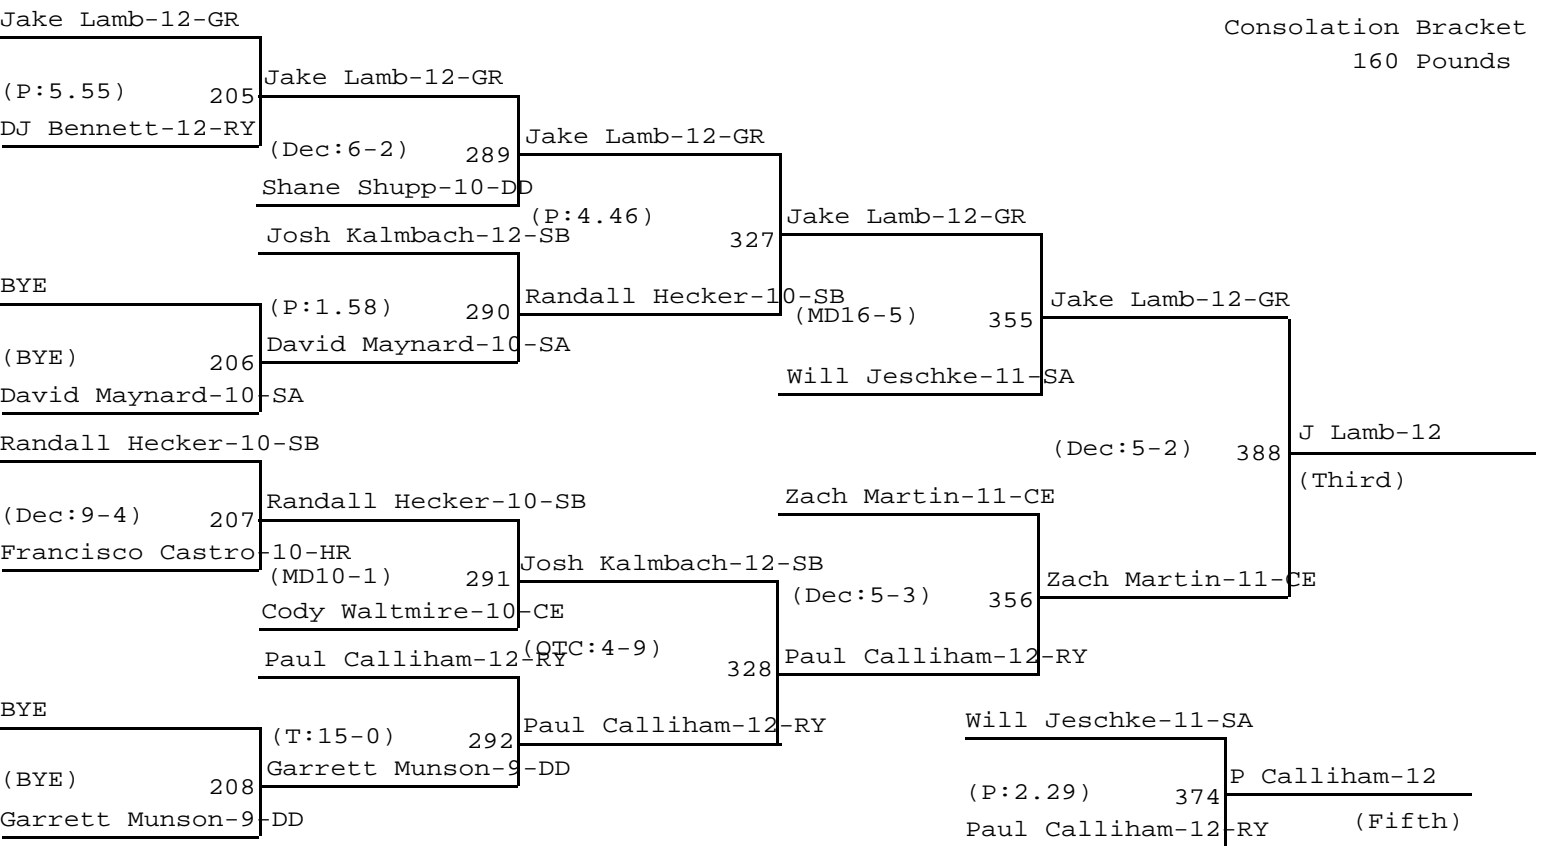 Consolation Bracket
160 Pounds
Jake Lamb-12-GR
(P:5.55)
205
DJ Bennett-12-RY
BYE
(BYE)
206
David Maynard-10-SA
Randall Hecker-10-SB
(Dec:9-4)
207
Francisco Castro-10-HR
BYE
(BYE)
208
Garrett Munson-9-DD
Jake Lamb-12-GR
(Dec:6-2)
289
Shane Shupp-10-DD
Josh Kalmbach-12-SB
(P:1.58)
290
David Maynard-10-SA
Randall Hecker-10-SB
(MD10-1)
291
Cody Waltmire-10-CE
Paul Calliham-12-RY
(T:15-0)
292
Garrett Munson-9-DD
Jake Lamb-12-GR
(P:4.46)
327
Randall Hecker-10-SB
Josh Kalmbach-12-SB
(OTC:4-9)
328
Paul Calliham-12-RY
Jake Lamb-12-GR
(MD16-5)
355
Will Jeschke-11-SA
Zach Martin-11-CE
(Dec:5-3)
356
Paul Calliham-12-RY
Jake Lamb-12-GR
(Dec:5-2)
388
Zach Martin-11-CE
J Lamb-12
(Third)
Will Jeschke-11-SA
(P:2.29)
374
Paul Calliham-12-RY
P Calliham-12
(Fifth)